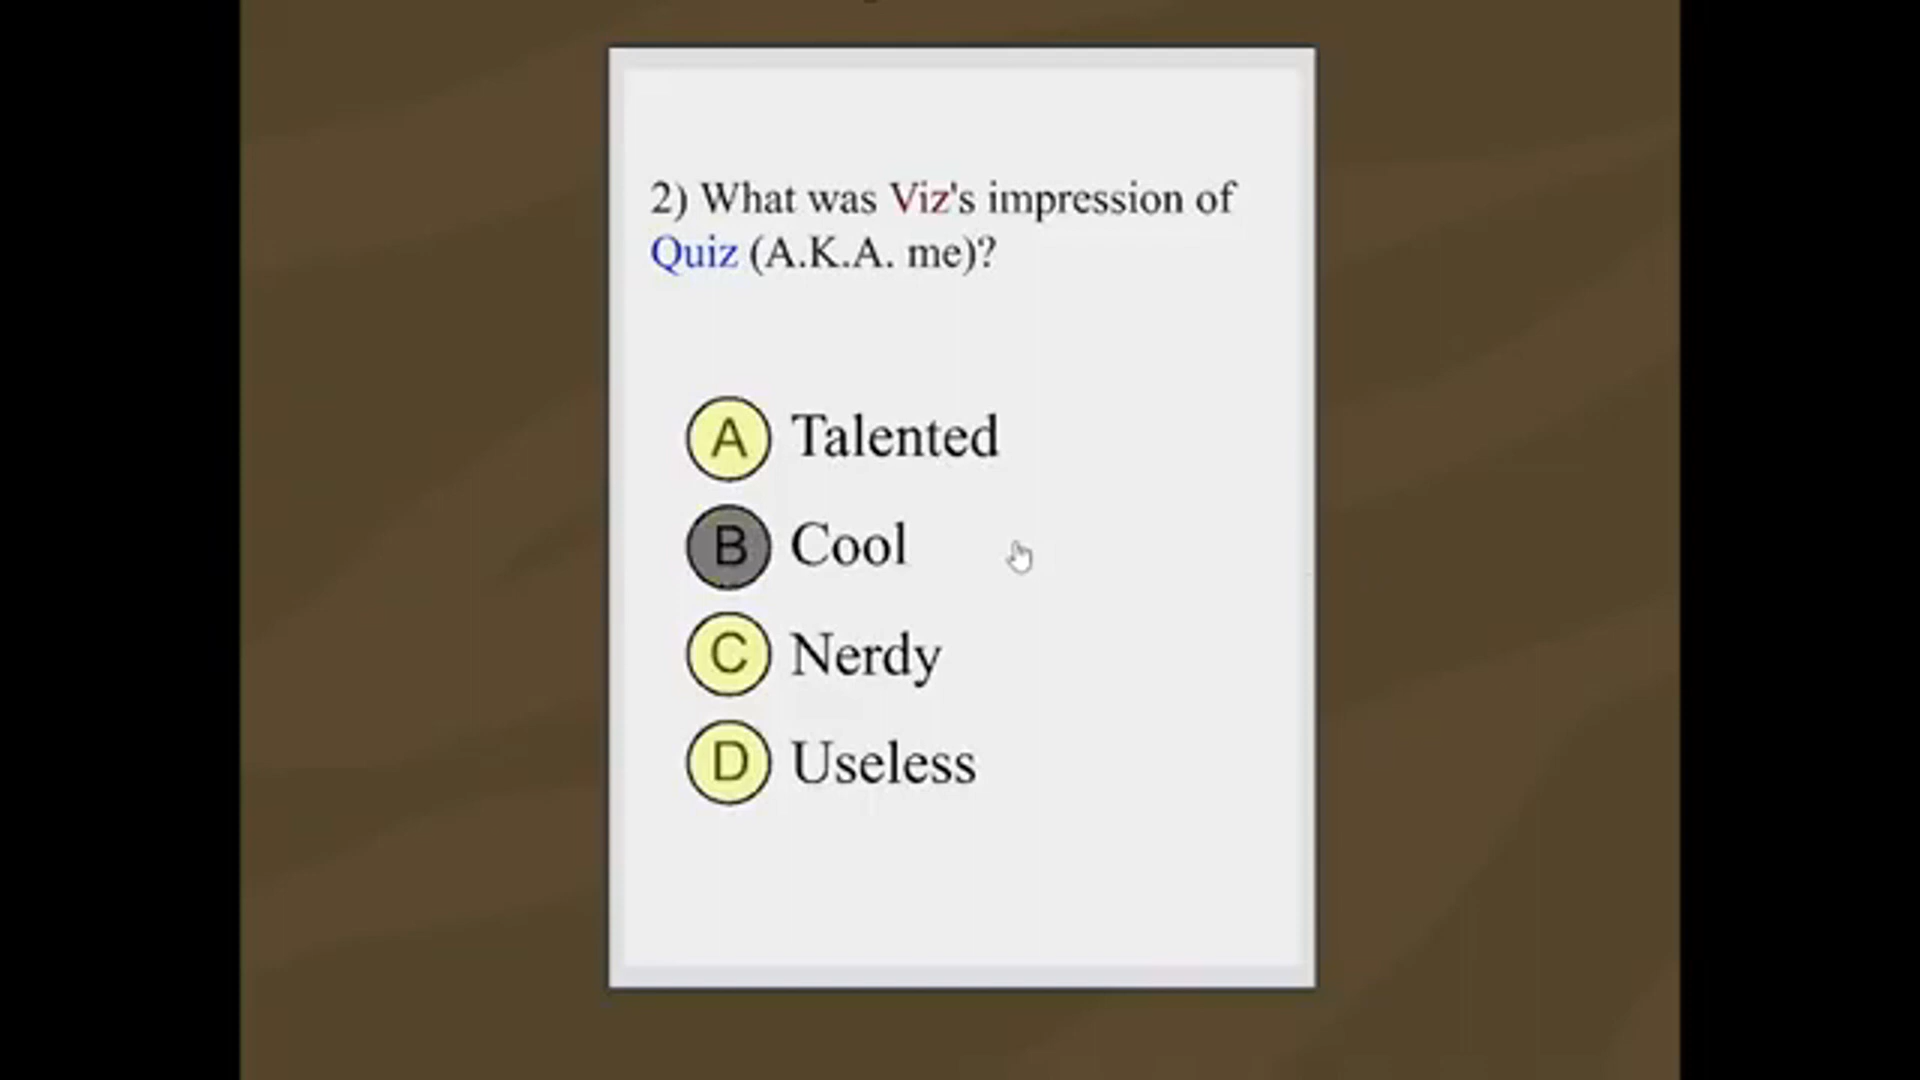 2) What was Viz's impression of
Quiz (A.K.A. me)?
A Talented
B Cool
C Nerdy
D Useless